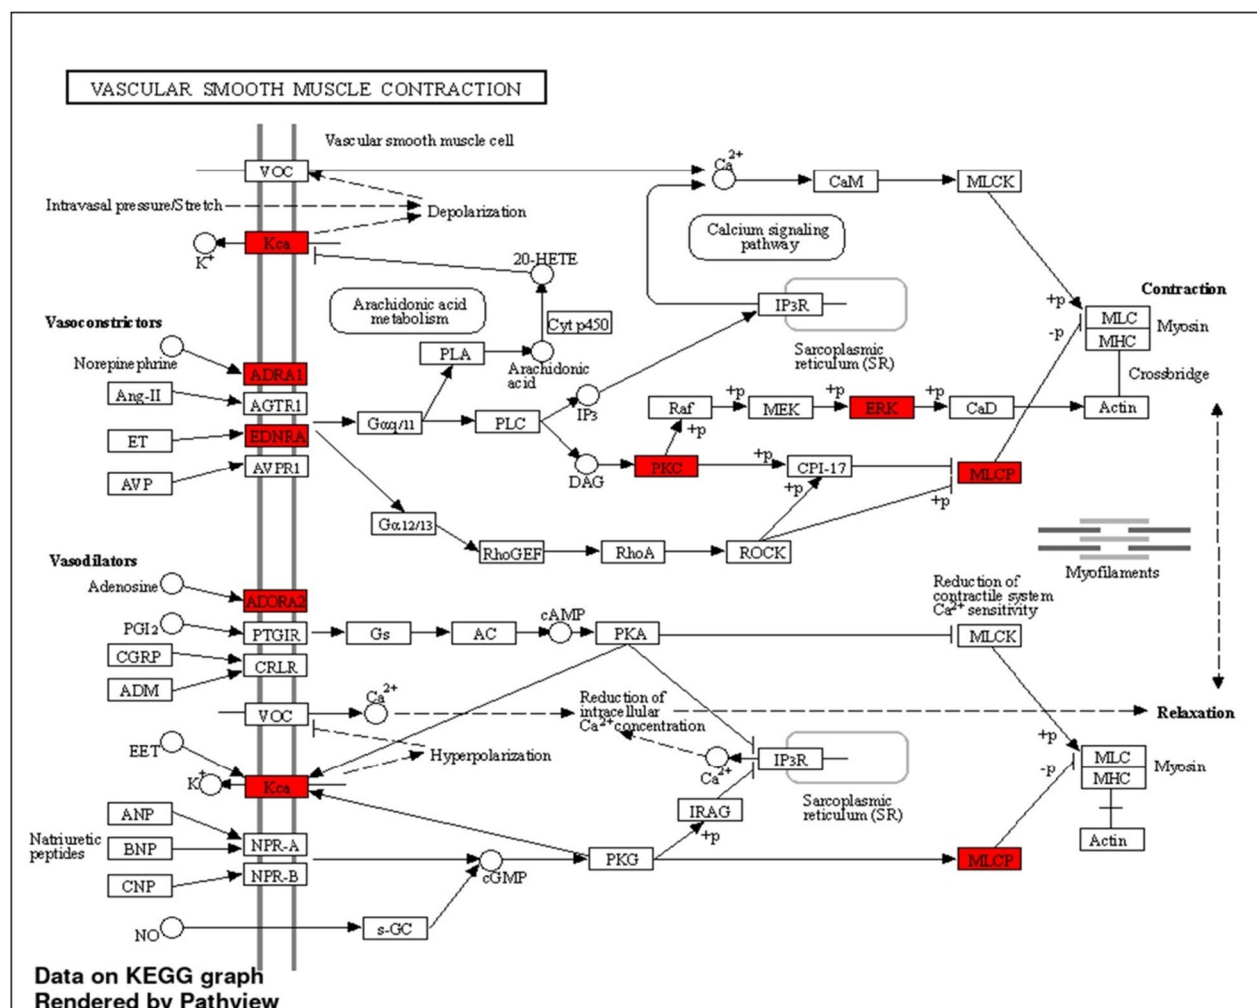 VASCULAR SMOOTH MUSCLE CONTRACTION
Vascular smooth muscle cell
VOC
Ca2+
CaM
MLCK
Intravasal pressure/Stretch
Depolarization
Calcium signaling
pathway
Kca
K+
20-HETE
Arachidonic acid
metabolism
Cyt p450
IP3R
Contraction
+p
-p
MLC
MHC
Myosin
Vasoconstrictors
Norepinephrine
PLA
Arachidonic
acid
Sarcoplasmic
reticulum (SR)
Crossbridge
ADRA1
Ang-II
AGTR1
IP3
+p
+p
+p
Raf
MEK
ERK
CaD
Actin
Gαq/11
PLC
ET
EDNRA
+p
AVPR1
AVP
DAG
PKC
+p
CPI-17
MLCP
+p
+p
Gα12/13
RhoGEF
RhoA
ROCK
Myofilaments
Vasodilators
Adenosine
ADORA2
Reduction of
contractile system
Ca2+ sensitivity
PGI2
PTGIR
Gs
AC
cAMP
PKA
MLCK
CGRP
CRLR
ADM
Ca2+
Reduction of
intracellular
Ca2+ concentration
VOC
Relaxation
EET
Hyperpolarization
+p
-p
MLC
MHC
Myosin
K+
Kca
Ca2+
IP3R
Sarcoplasmic
reticulum (SR)
ANP
IRAG
+p
Natriuretic
peptides
BNP
NPR-A
Actin
CNP
NPR-B
cGMP
PKG
MLCP
NO
s-GC
Data on KEGG graph
Rendered by Pathview